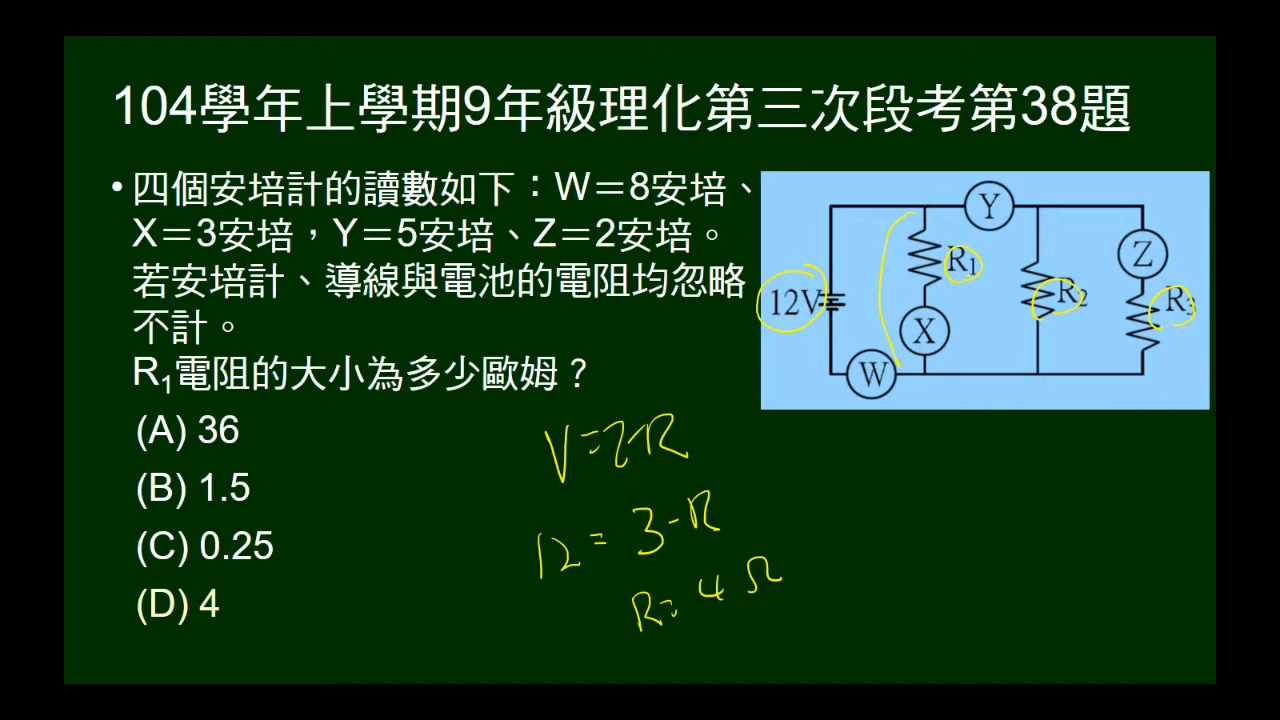 104學年上學期9年級理化第三次段考第38題
• 四個安培計的讀數如下：W＝8安培、
X＝3安培，Y＝5安培、Z＝2安培。
若安培計、導線與電池的電阻均忽略
不計。
R₁電阻的大小為多少歐姆？
(A) 36
(B) 1.5
(C) 0.25
(D) 4
Y
R₁
Z
12V
R₂
R₃
X
W
V=I-R
12=3-R
R=4Ω